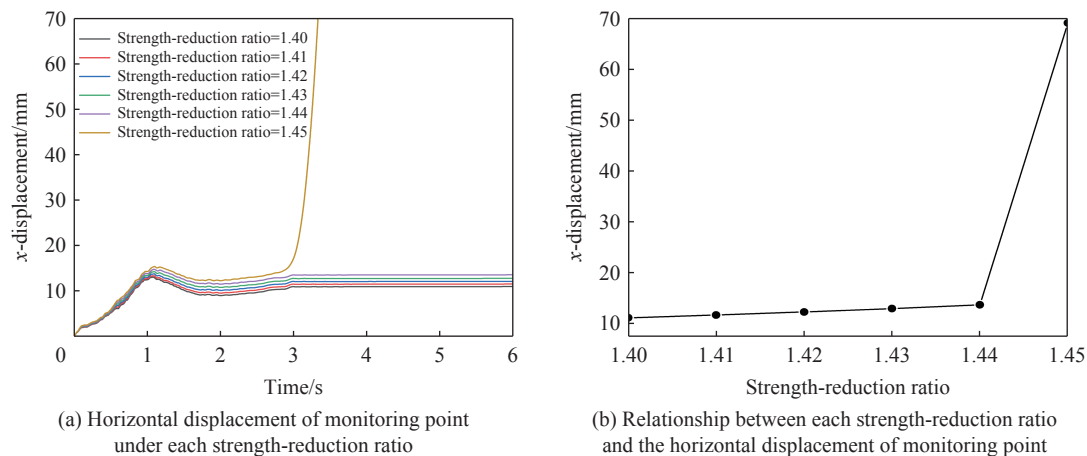 70
60
50
40
30
20
10
x-displacement/mm
Strength-reduction ratio=1.40
Strength-reduction ratio=1.41
Strength-reduction ratio=1.42
Strength-reduction ratio=1.43
Strength-reduction ratio=1.44
Strength-reduction ratio=1.45
0 1 2 3 4 5 6
Time/s
(a) Horizontal displacement of monitoring point
under each strength-reduction ratio
70
60
50
40
30
20
10
x-displacement/mm
1.40 1.41 1.42 1.43 1.44 1.45
Strength-reduction ratio
(b) Relationship between each strength-reduction ratio
and the horizontal displacement of monitoring point